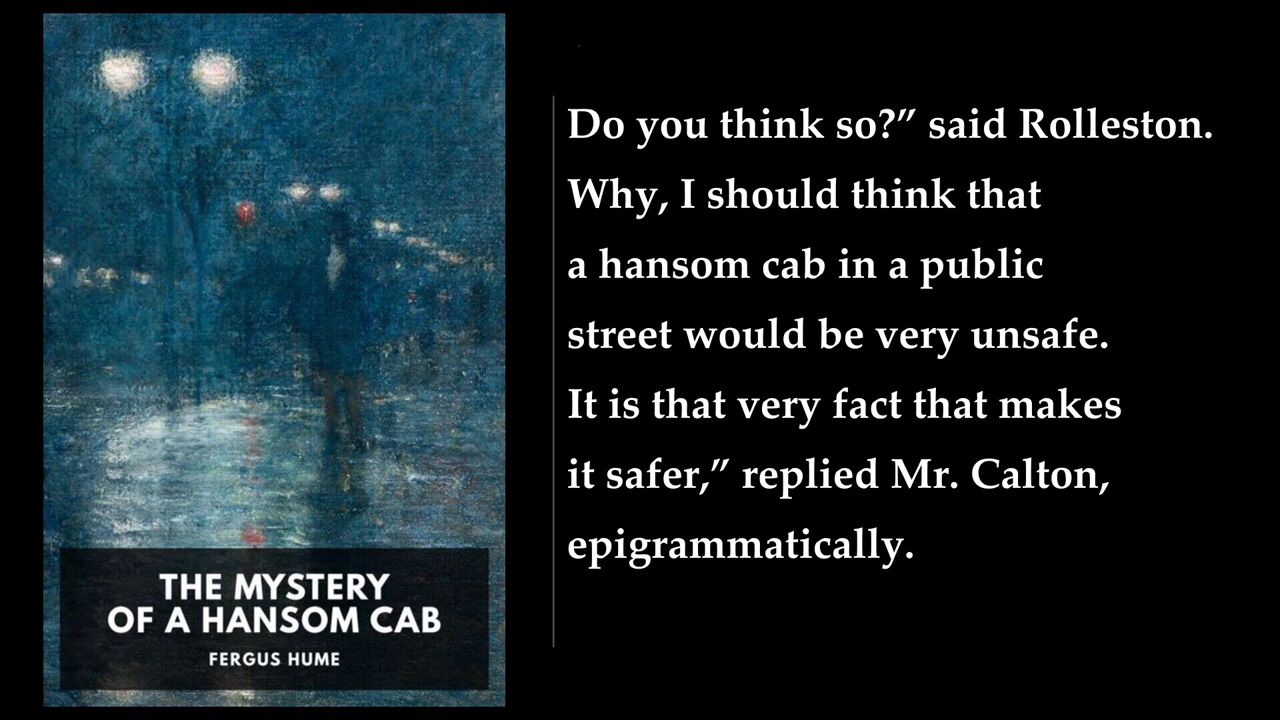 THE MYSTERY
OF A HANSOM CAB
FERGUS HUME
Do you think so?” said Rolleston.
Why, I should think that
a hansom cab in a public
street would be very unsafe.
It is that very fact that makes
it safer,” replied Mr. Calton,
epigrammatically.